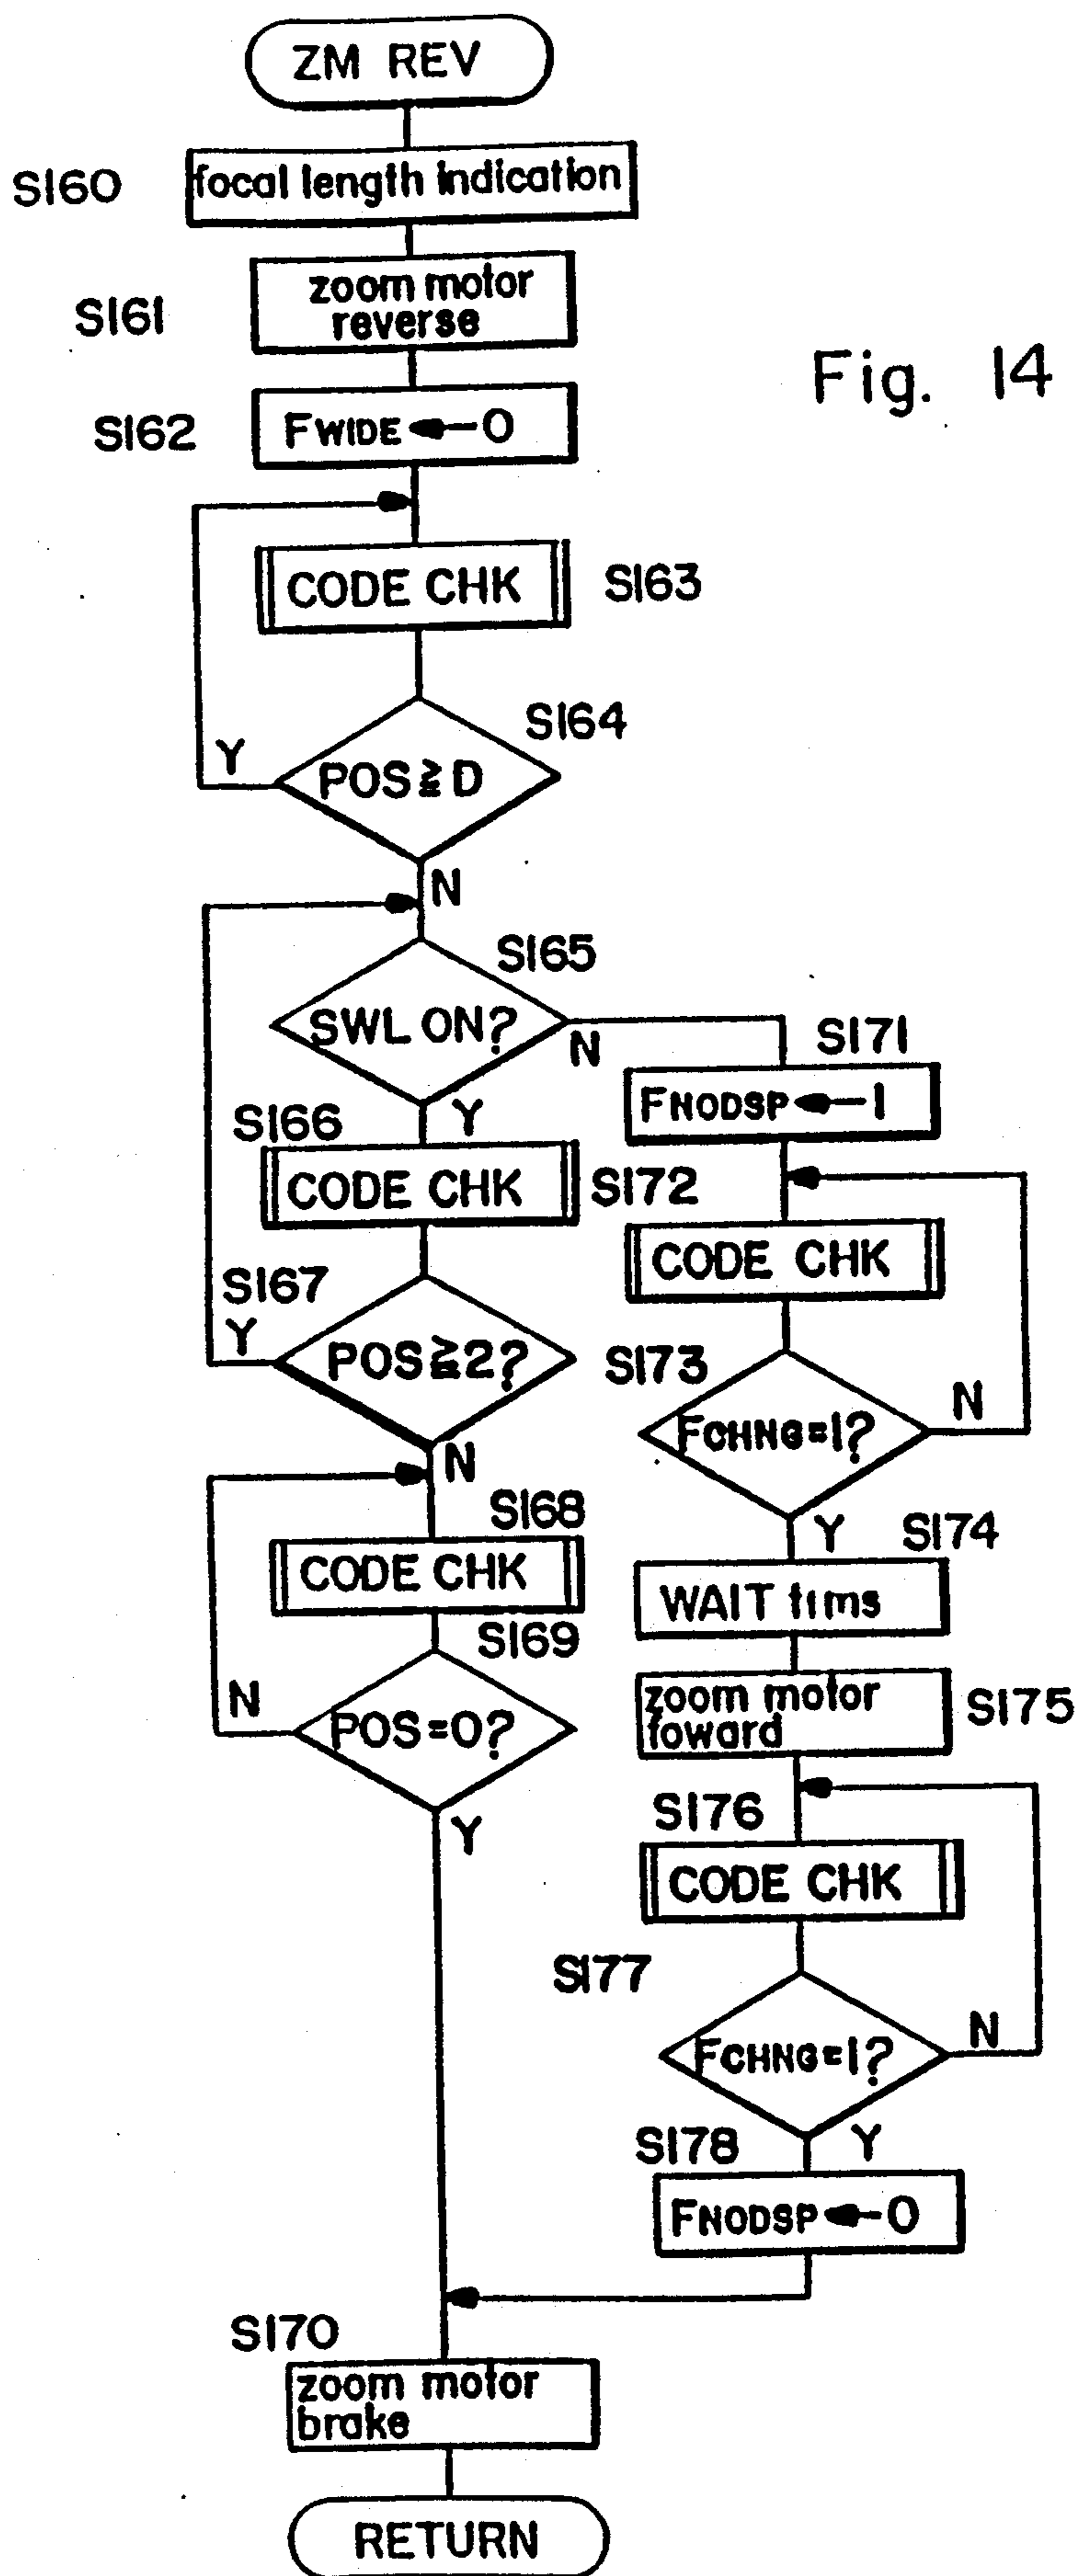 ZM REV
S160
focal length indication
S161
zoom motor
reverse
Fig. 14
S162
FWIDE ← 0
CODE CHK
S163
S164
Y
POS ≧ D
N
S165
SWL ON?
N
S171
FNODSP ← 1
Y
S166
CODE CHK
S172
CODE CHK
S167
Y
POS ≧ 2?
S173
FCHNG = 1?
N
N
S168
CODE CHK
Y
S174
WAIT t1ms
S169
N
POS = 0?
zoom motor
foward
S175
Y
S176
CODE CHK
S177
FCHNG = 1?
N
S178
Y
FNODSP ← 0
S170
zoom motor
brake
RETURN